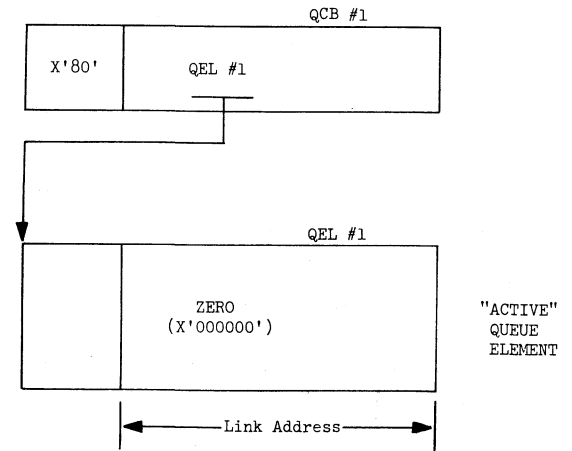 QCB #1
X'80'
QEL #1
QEL #1
ZERO
(X'000000')
"ACTIVE"
QUEUE
ELEMENT
Link Address